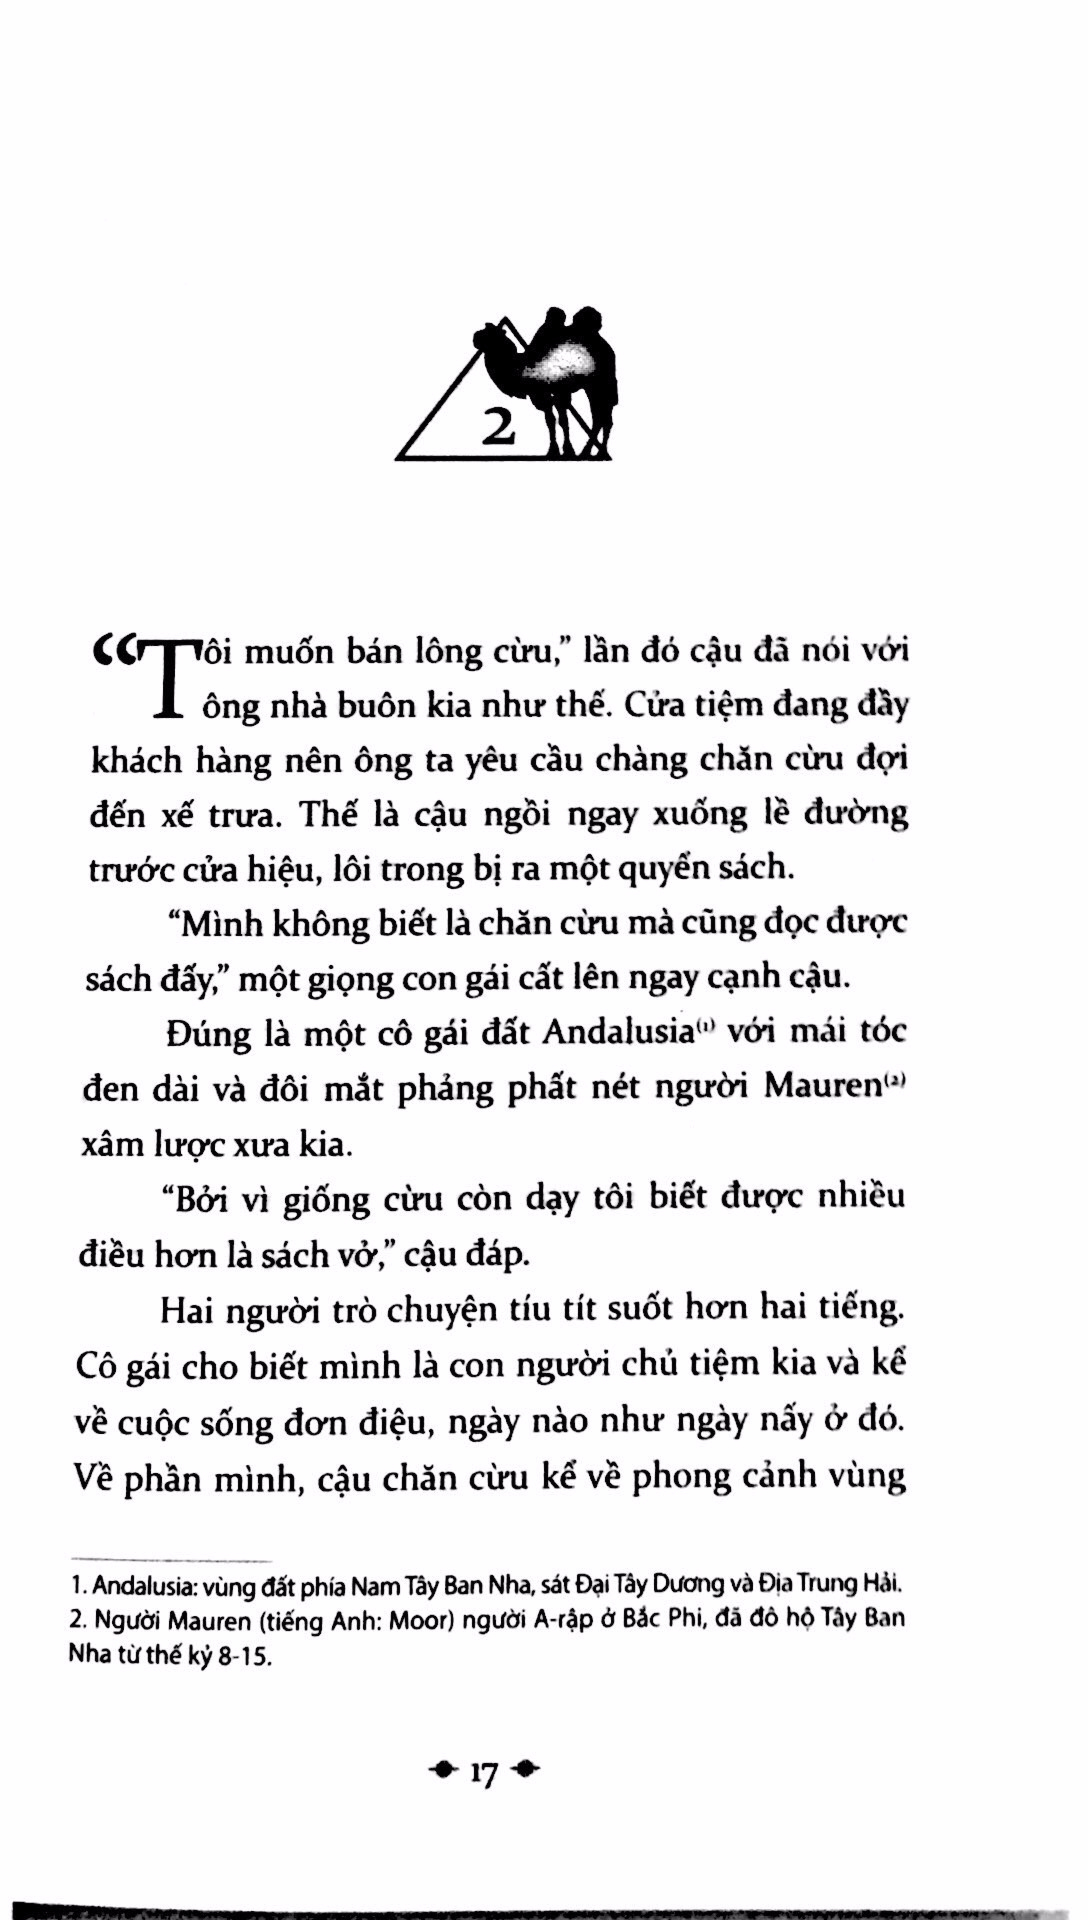 2
“Tôi muốn bán lông cừu,” lần đó cậu đã nói với
ông nhà buôn kia như thế. Cửa tiệm đang đầy
khách hàng nên ông ta yêu cầu chàng chăn cừu đợi
đến xế trưa. Thế là cậu ngồi ngay xuống lề đường
trước cửa hiệu, lôi trong bị ra một quyển sách.
“Mình không biết là chăn cừu mà cũng đọc được
sách đấy,” một giọng con gái cất lên ngay cạnh cậu.
Đúng là một cô gái đất Andalusia⁽¹⁾ với mái tóc
đen dài và đôi mắt phảng phất nét người Mauren⁽²⁾
xâm lược xưa kia.
“Bởi vì giống cừu còn dạy tôi biết được nhiều
điều hơn là sách vở,” cậu đáp.
Hai người trò chuyện tíu tít suốt hơn hai tiếng.
Cô gái cho biết mình là con người chủ tiệm kia và kể
về cuộc sống đơn điệu, ngày nào như ngày nấy ở đó.
Về phần mình, cậu chăn cừu kể về phong cảnh vùng
1. Andalusia: vùng đất phía Nam Tây Ban Nha, sát Đại Tây Dương và Địa Trung Hải.
2. Người Mauren (tiếng Anh: Moor) người A-rập ở Bắc Phi, đã đô hộ Tây Ban
Nha từ thế kỷ 8-15.
17